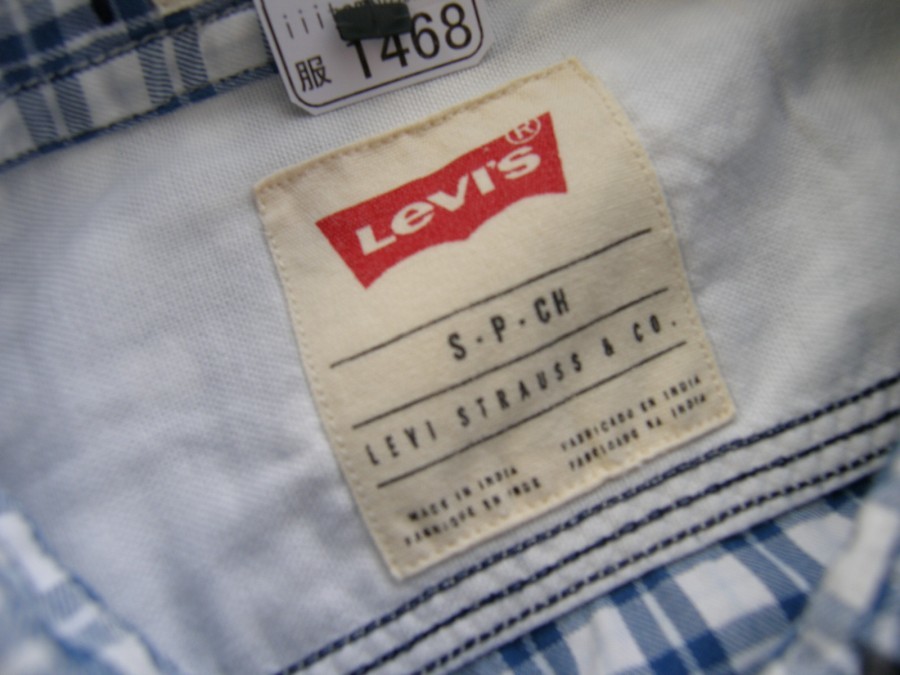 服 1468
LEVI'S®
S-P-CH
LEVI STRAUSS & CO.
MADE IN INDIA
FABRIQUE EN INDE
FABRICADO EN INDIA
FABRICADO NA INDIA